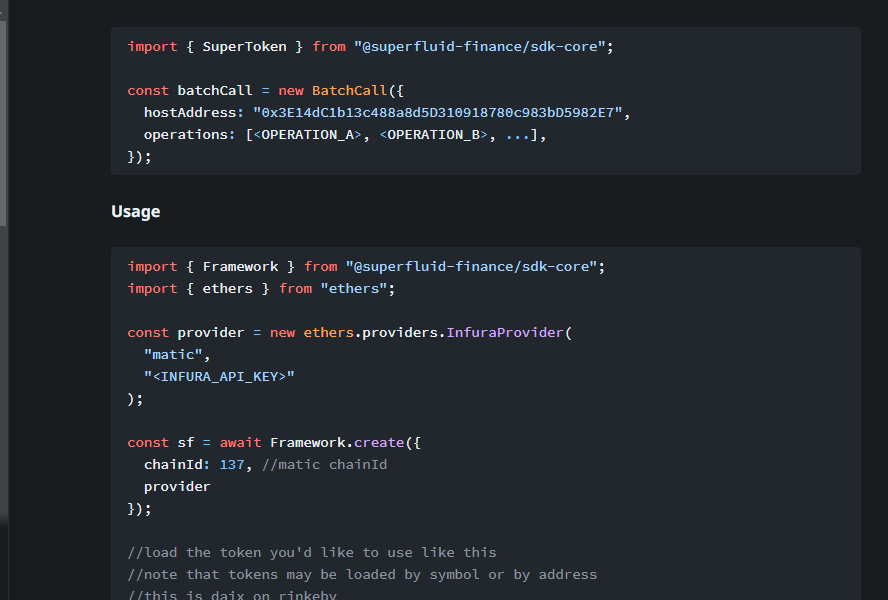 import { SuperToken } from "@superfluid-finance/sdk-core";
const batchCall = new BatchCall({
hostAddress: "0x3E14dC1b13c488a8d5D310918780c983bD5982E7",
operations: [<OPERATION_A>, <OPERATION_B>, ...],
});
Usage
import { Framework } from "@superfluid-finance/sdk-core";
import { ethers } from "ethers";
const provider = new ethers.providers.InfuraProvider(
"matic",
"<INFURA_API_KEY>"
);
const sf = await Framework.create({
chainId: 137, //matic chainId
provider
});
//load the token you'd like to use like this
//note that tokens may be loaded by symbol or by address
//this is daix on rinkeby